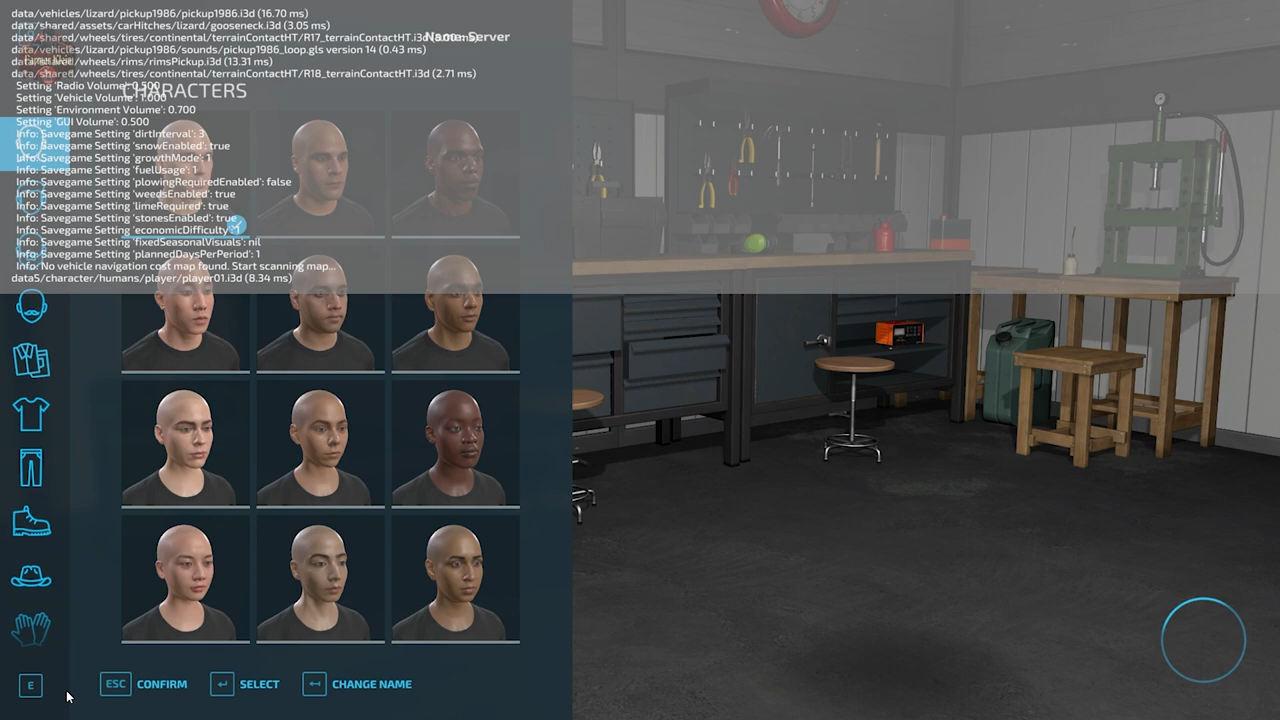 data/vehicles/lizard/pickup1986/pickup1986.i3d (16.70 ms)
data/shared/assets/carHitches/lizard/gooseneck.i3d (3.05 ms)
data/shared/wheels/tires/continental/terrainContactHT/R17_terrainContactHT.i3d
Name: Server
data/vehicles/lizard/pickup1986/sounds/pickup1986_loop.gls version 14 (0.43 ms)
data/shared/wheels/rims/rimsPickup.i3d (13.31 ms)
data/shared/wheels/tires/continental/terrainContactHT/R18_terrainContactHT.i3d (2.71 ms)
Setting 'Radio Volume': 0.500
CHARACTERS
Setting 'Vehicle Volume': 1.000
Setting 'Environment Volume': 0.700
Setting 'GUI Volume': 0.500
Info: Savegame Setting 'dirtInterval': 3
Info: Savegame Setting 'snowEnabled': true
Info: Savegame Setting 'growthMode': 1
Info: Savegame Setting 'fuelUsage': 1
Info: Savegame Setting 'plowingRequiredEnabled': false
Info: Savegame Setting 'weedsEnabled': true
Info: Savegame Setting 'limeRequired': true
Info: Savegame Setting 'stonesEnabled': true
Info: Savegame Setting 'economicDifficulty': 1
Info: Savegame Setting 'fixedSeasonalVisuals': nil
Info: Savegame Setting 'plannedDaysPerPeriod': 1
Info: No vehicle navigation cost map found. Start scanning map...
dataS/character/humans/player/player01.i3d (8.34 ms)
E
ESC CONFIRM
SELECT
CHANGE NAME